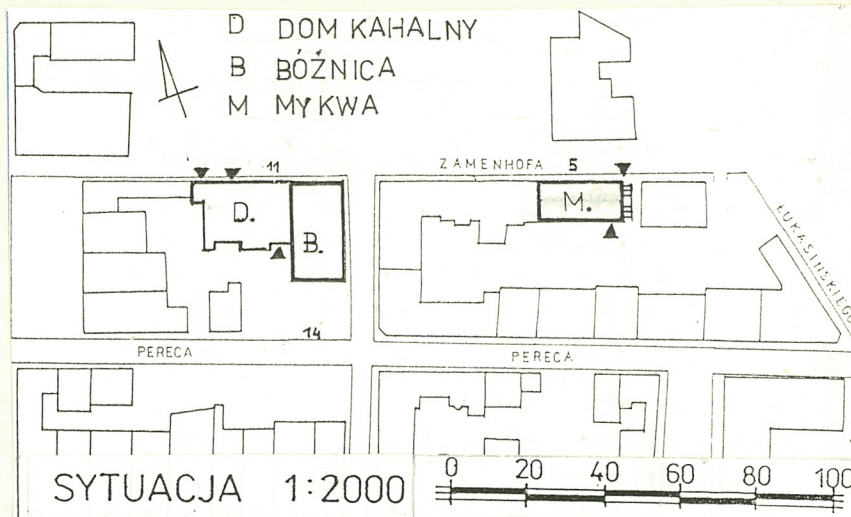 D DOM KAHALNY
B BÓŻNICA
M MYKWA
11
ZAMENHOFA 5
D.
B.
M.
ŁUKASIŃSKIEGO
14
PERECA
PERECA
SYTUACJA 1:2000
0 20 40 60 80 100